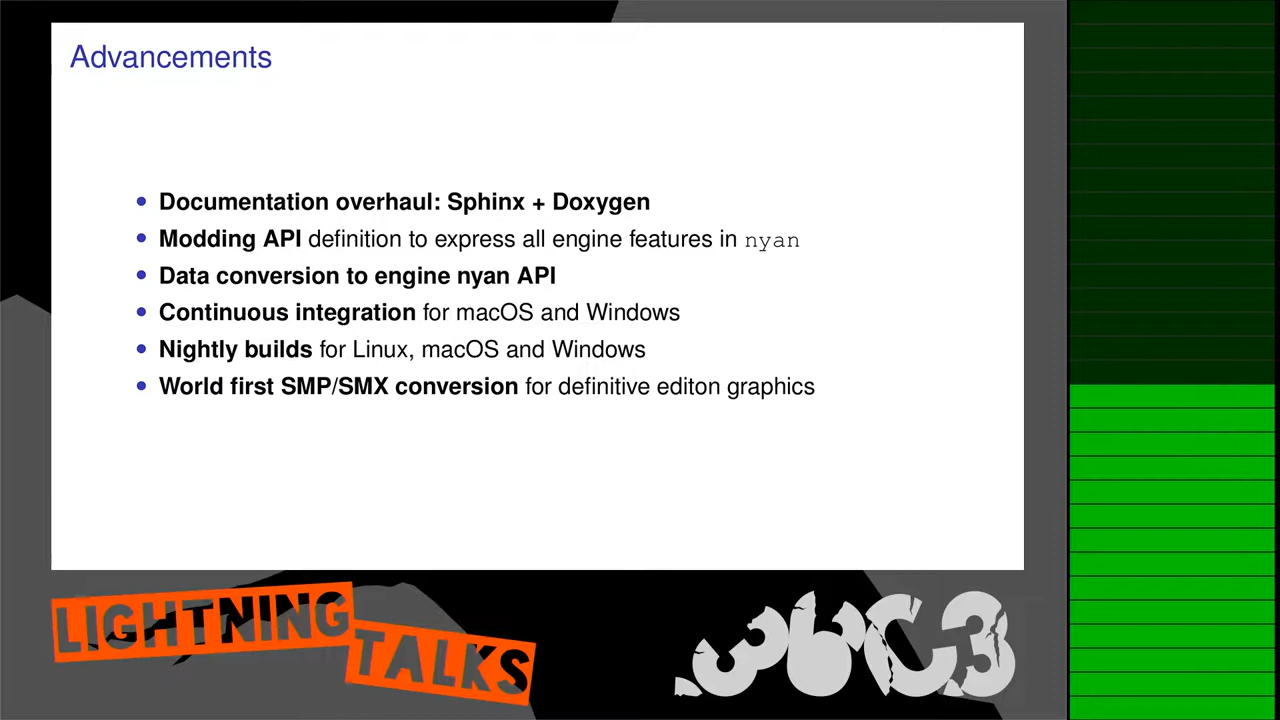 Advancements
Documentation overhaul: Sphinx + Doxygen
Modding API definition to express all engine features in nyan
Data conversion to engine nyan API
Continuous integration for macOS and Windows
Nightly builds for Linux, macOS and Windows
World first SMP/SMX conversion for definitive editon graphics
LIGHTNING
TALKS
36C3